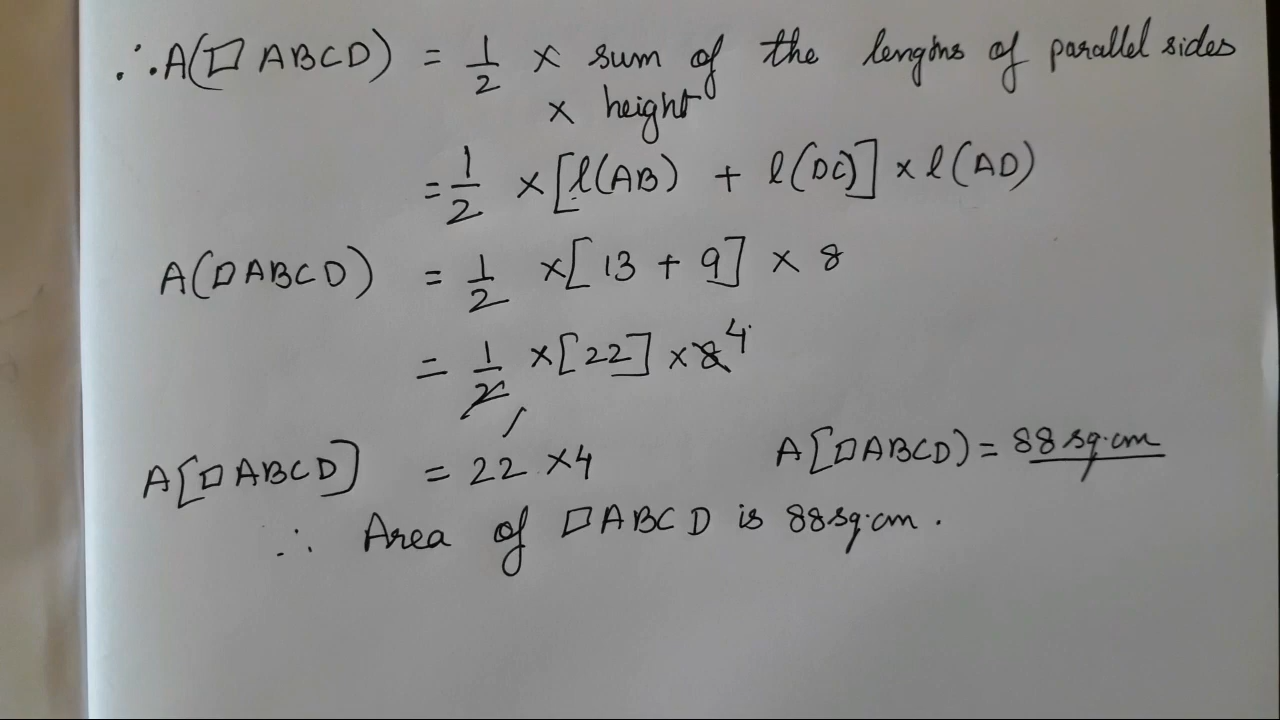 ∴ A(□ ABCD) = 1/2 × sum of the lengths of parallel sides
× height
= 1/2 × [l(AB) + l(DC)] × l(AD)
A(□ABCD) = 1/2 × [13 + 9] × 8
= 1/2 × [22] × 8 4
A[□ABCD] = 22 × 4 A[□ABCD) = 88 sq.cm
∴ Area of □ABCD is 88sq.cm.